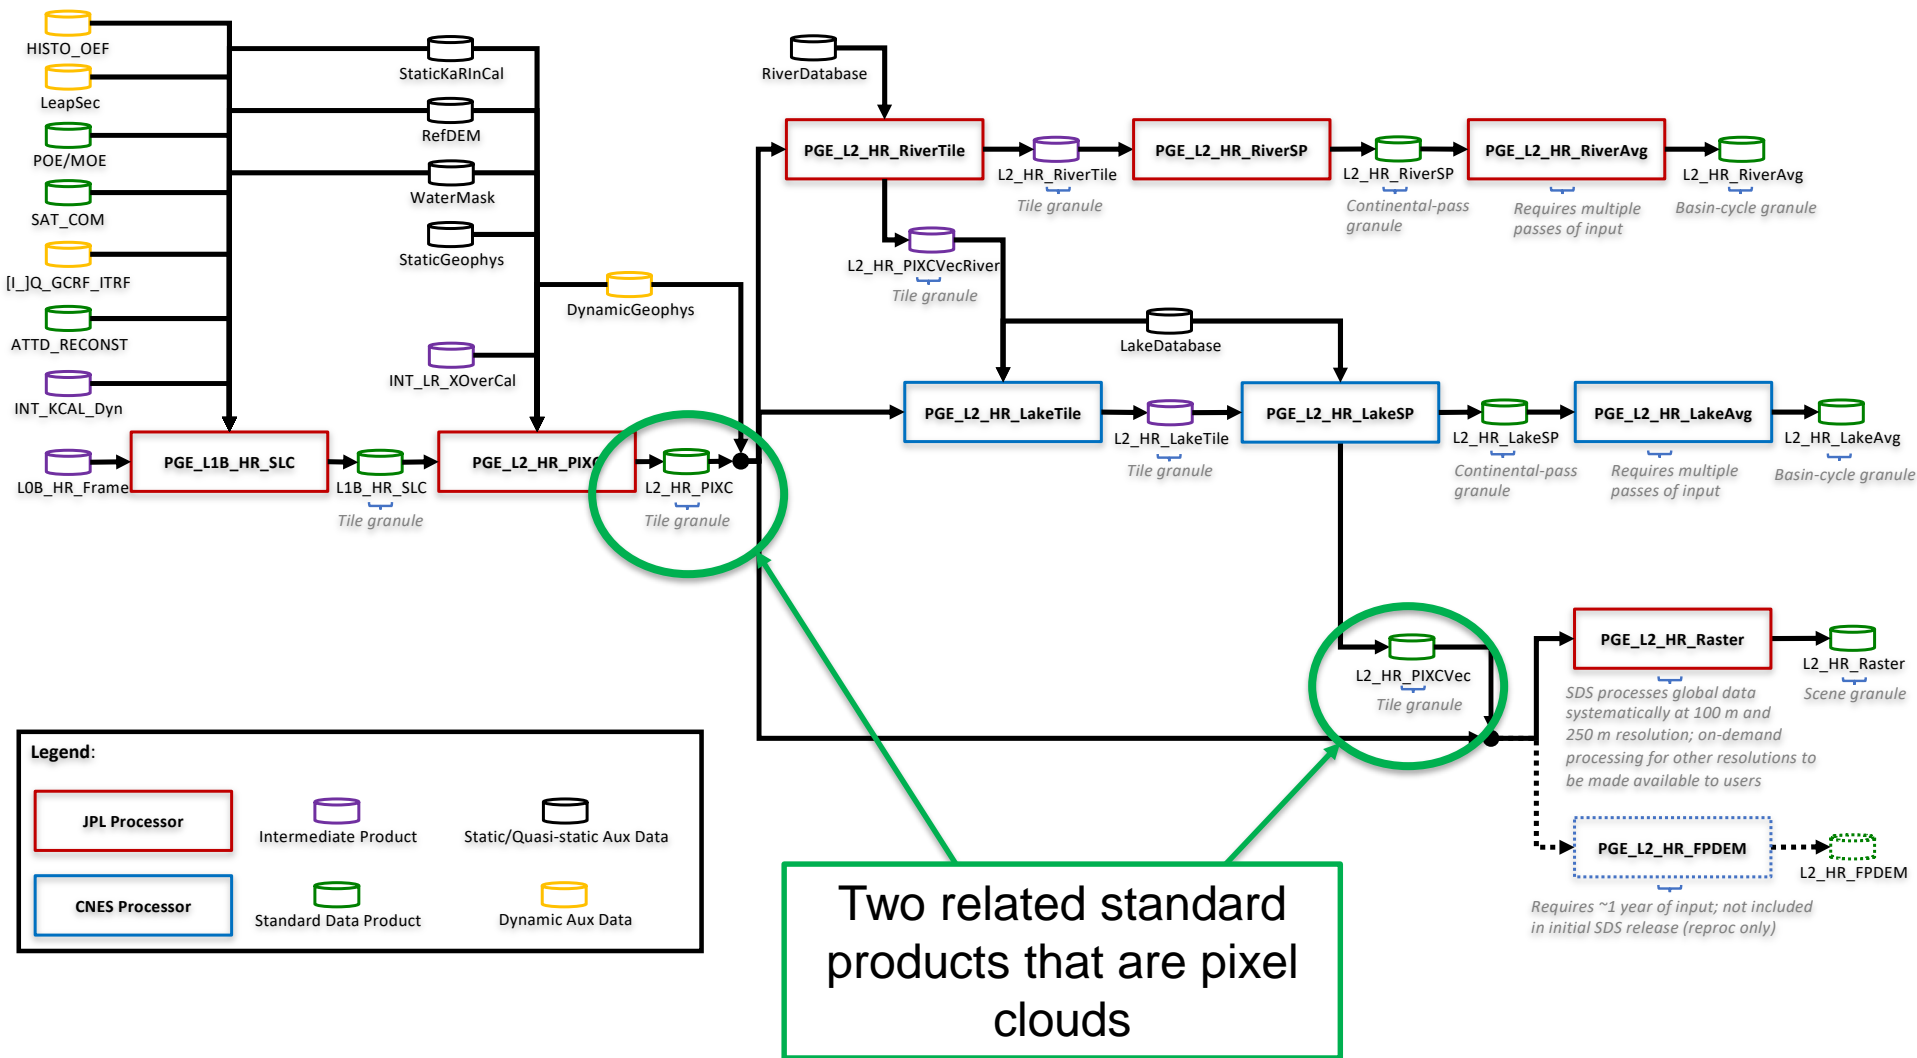 HISTO_OEF
LeapSec
POE/MOE
SAT_COM
[I_]Q_GCRF_ITRF
ATTD_RECONST
INT_KCAL_Dyn
L0B_HR_Frame
StaticKaRInCal
RefDEM
WaterMask
StaticGeophys
INT_LR_XOverCal
DynamicGeophys
PGE_L1B_HR_SLC
L1B_HR_SLC
Tile granule
PGE_L2_HR_PIXC
L2_HR_PIXC
Tile granule
RiverDatabase
PGE_L2_HR_RiverTile
L2_HR_RiverTile
Tile granule
PGE_L2_HR_RiverSP
L2_HR_RiverSP
Continental-pass
granule
PGE_L2_HR_RiverAvg
Requires multiple
passes of input
L2_HR_RiverAvg
Basin-cycle granule
L2_HR_PIXCVecRiver
Tile granule
LakeDatabase
PGE_L2_HR_LakeTile
L2_HR_LakeTile
Tile granule
PGE_L2_HR_LakeSP
L2_HR_LakeSP
Continental-pass
granule
PGE_L2_HR_LakeAvg
Requires multiple
passes of input
L2_HR_LakeAvg
Basin-cycle granule
L2_HR_PIXCVec
Tile granule
PGE_L2_HR_Raster
SDS processes global data
systematically at 100 m and
250 m resolution; on-demand
processing for other resolutions to
be made available to users
L2_HR_Raster
Scene granule
PGE_L2_HR_FPDEM
Requires ~1 year of input; not included
in initial SDS release (reproc only)
L2_HR_FPDEM
Legend:
JPL Processor
Intermediate Product
Static/Quasi-static Aux Data
CNES Processor
Standard Data Product
Dynamic Aux Data
Two related standard
products that are pixel
clouds